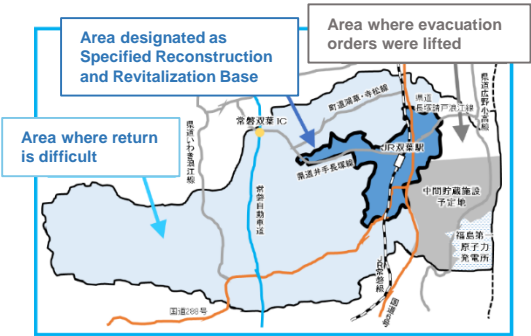 Area designated as
Specified Reconstruction
and Revitalization Base
Area where evacuation
orders were lifted
Area where return
is difficult
常磐双葉IC
町道鴻草・寺松線
県道
長塚請戸浪江線
県道広野小高線
県道いわき浪江線
JR双葉駅
県道井手長塚線
常磐自動車道
中間貯蔵施設
予定地
福島第一
原子力
発電所
JR常磐線
国道288号
国道6号